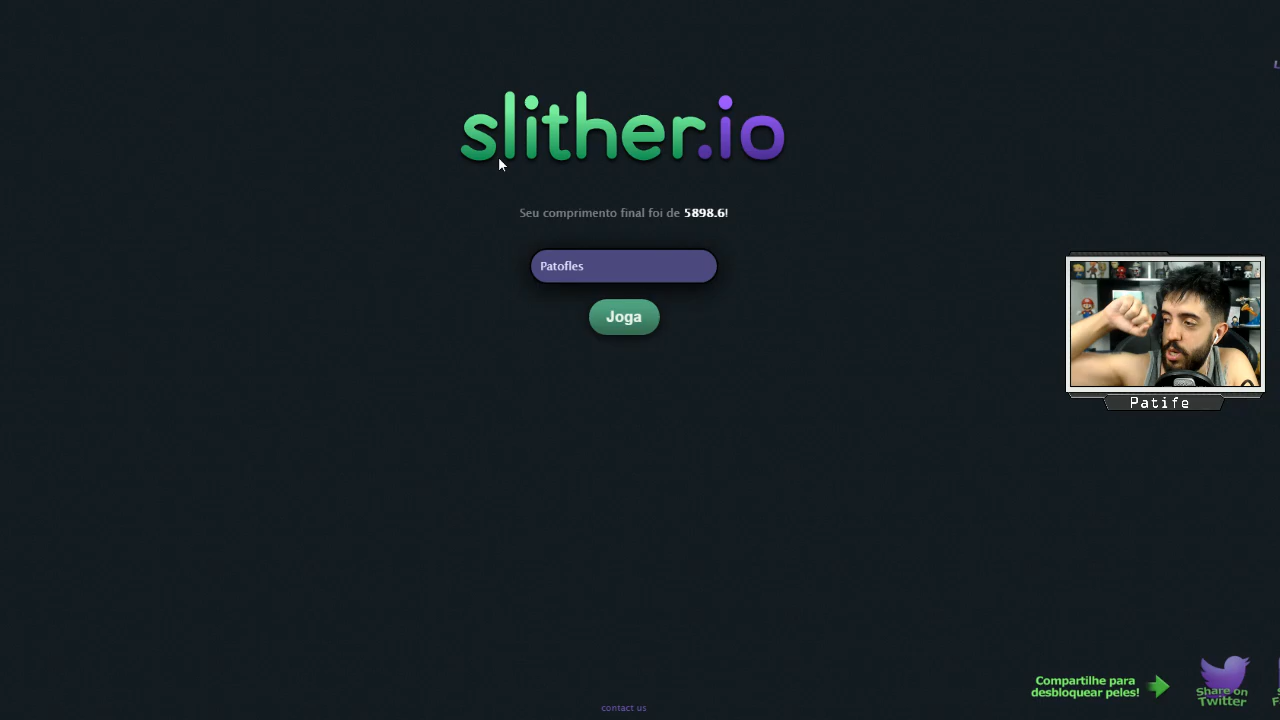 slither.io
Seu comprimento final foi de 5898.6!
Patofles
Joga
Patife
Compartilhe para
desbloquear peles!
Share on
Twitter
contact us